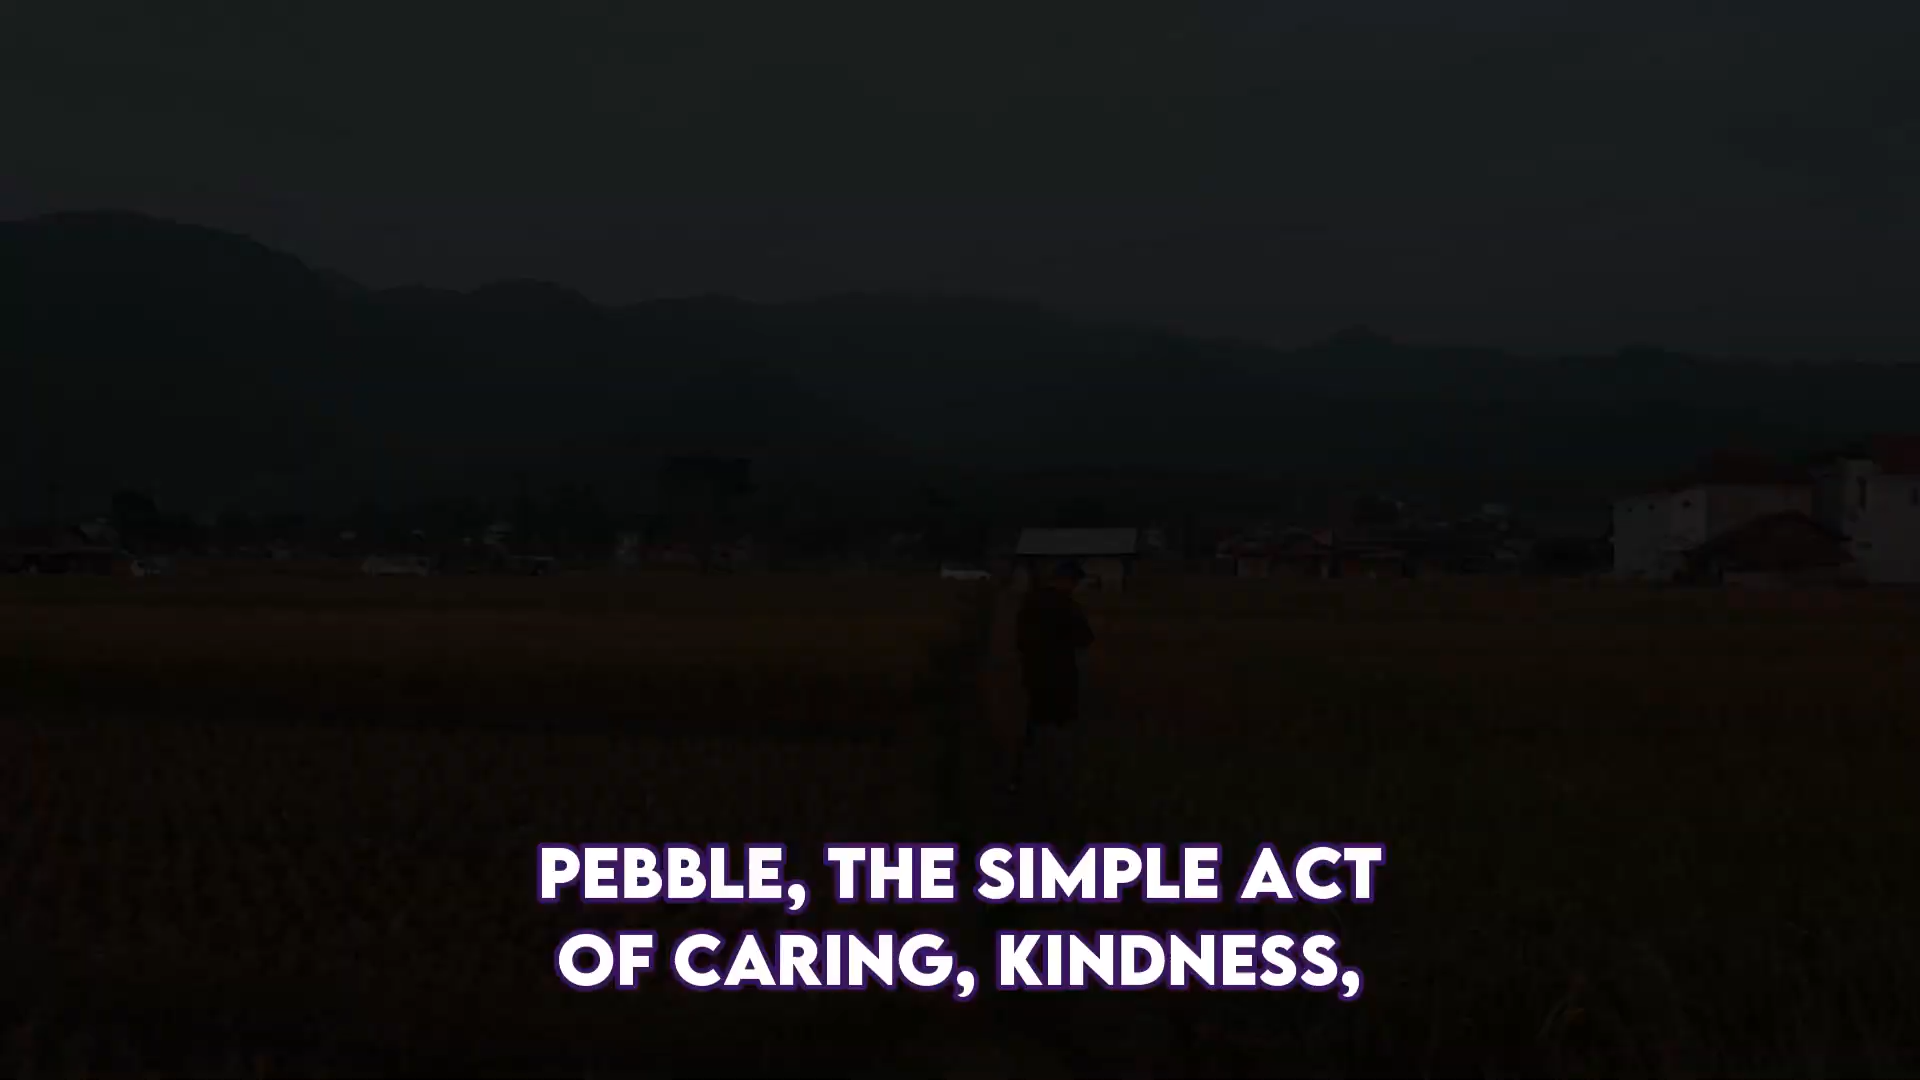 PEBBLE, THE SIMPLE ACT
OF CARING, KINDNESS,